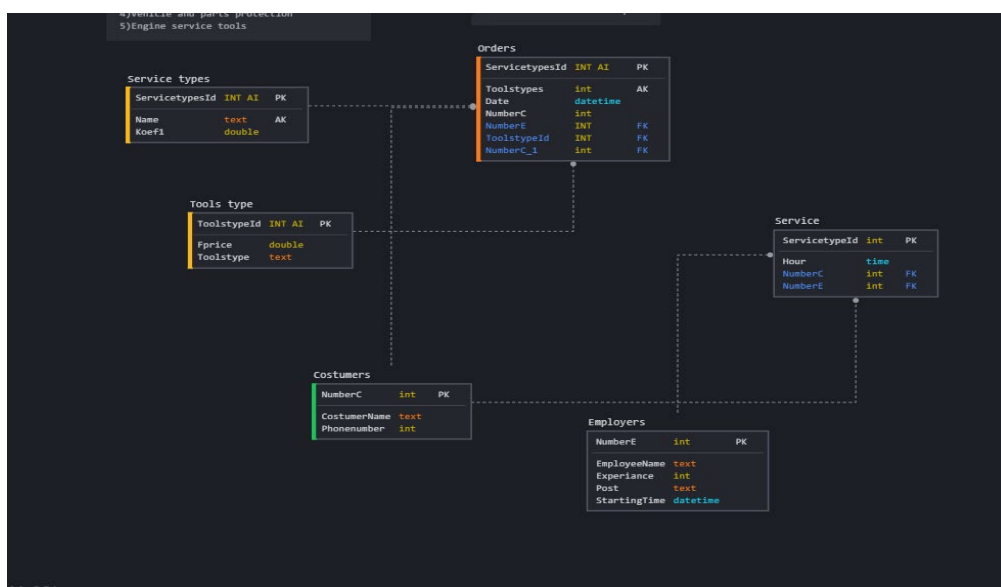 4)Vehicle and parts protection
5)Engine service tools
Orders
ServicetypesId INT AI PK
Toolstypes int AK
Date datetime
NumberC int
NumberE INT FK
ToolstypeId INT FK
NumberC_1 int FK
Service types
ServicetypesId INT AI PK
Name text AK
Koef1 double
Tools type
ToolstypeId INT AI PK
Fprice double
Toolstype text
Service
ServicetypeId int PK
Hour time
NumberC int FK
NumberE int FK
Costumers
NumberC int PK
CostumerName text
Phonenumber int
Employers
NumberE int PK
EmployeeName text
Experiance int
Post text
StartingTime datetime